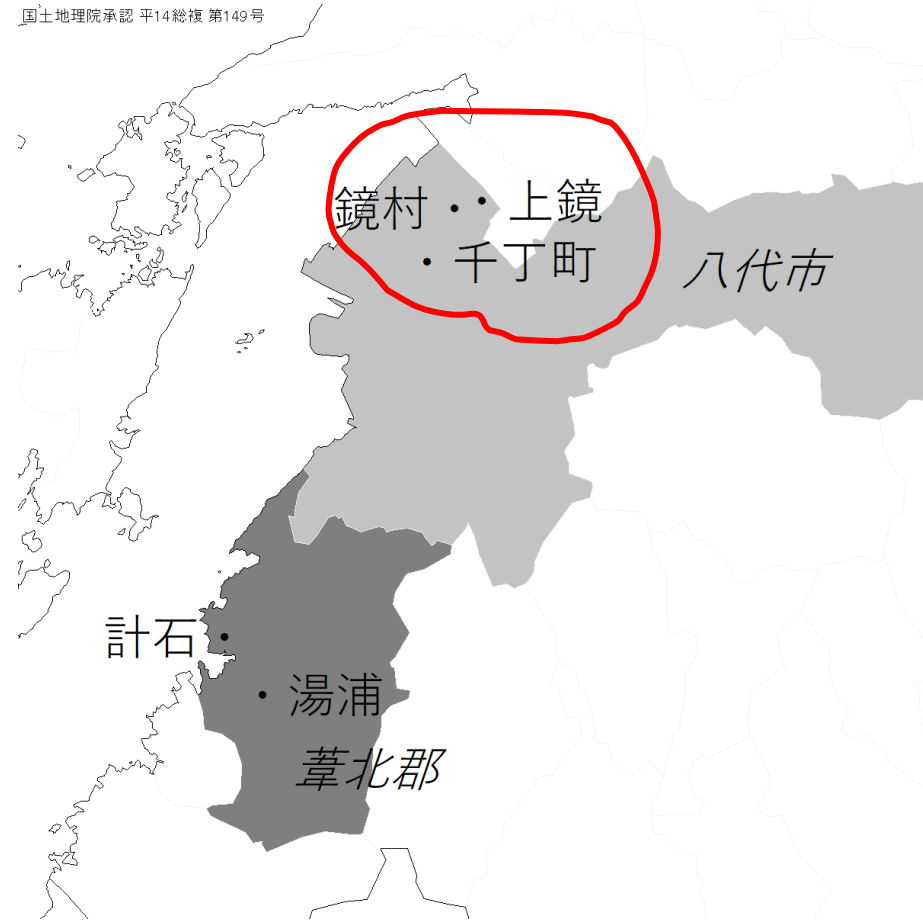 国土地理院承認 平14総複 第149号
鏡村
上鏡
千丁町
八代市
計石
湯浦
葦北郡